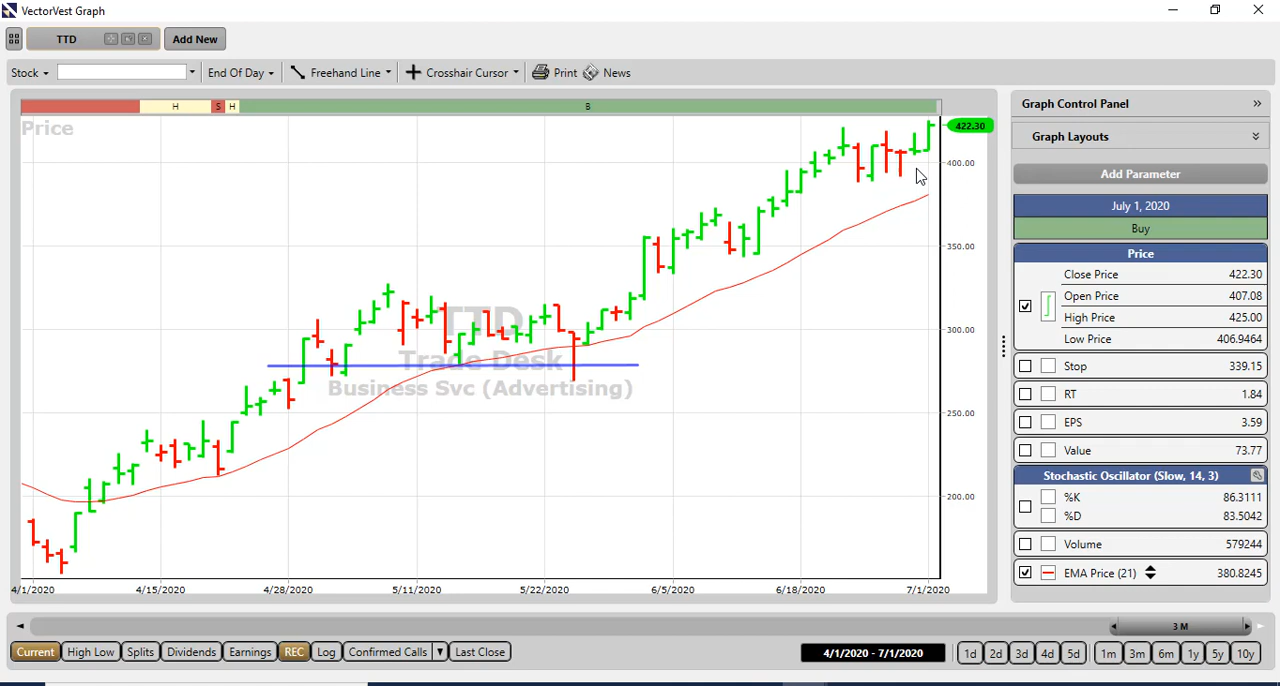 VectorVest Graph
TTD
Add New
Stock
End Of Day
Freehand Line
Crosshair Cursor
Print
News
H
S
H
B
Price
422.30
400.00
350.00
300.00
250.00
200.00
TTD
Trade Desk
Business Svc (Advertising)
4/1/2020
4/15/2020
4/28/2020
5/11/2020
5/22/2020
6/5/2020
6/18/2020
7/1/2020
Graph Control Panel
Graph Layouts
Add Parameter
July 1, 2020
Buy
Price
Close Price 422.30
Open Price 407.08
High Price 425.00
Low Price 406.9464
Stop 339.15
RT 1.84
EPS 3.59
Value 73.77
Stochastic Oscillator (Slow, 14, 3)
%K 86.3111
%D 83.5042
Volume 579244
EMA Price (21) 380.8245
3 M
Current
High Low
Splits
Dividends
Earnings
REC
Log
Confirmed Calls
Last Close
4/1/2020 - 7/1/2020
1d
2d
3d
4d
5d
1m
3m
6m
1y
5y
10y